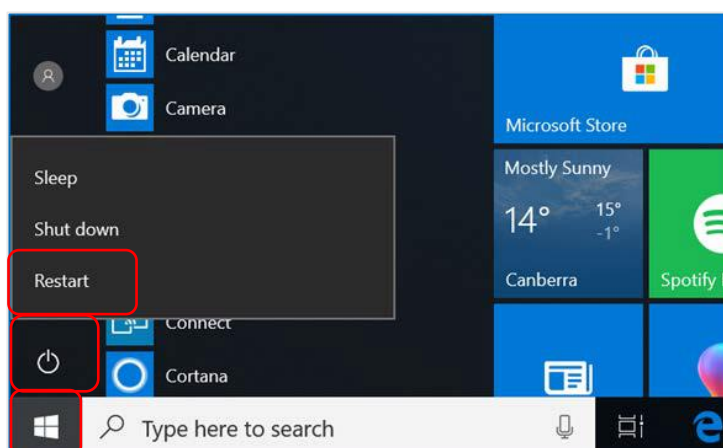 Calendar
Camera
Sleep
Shut down
Restart
Connect
Cortana
Type here to search
Microsoft Store
Mostly Sunny
14° 15°
-1°
Canberra
Spotify